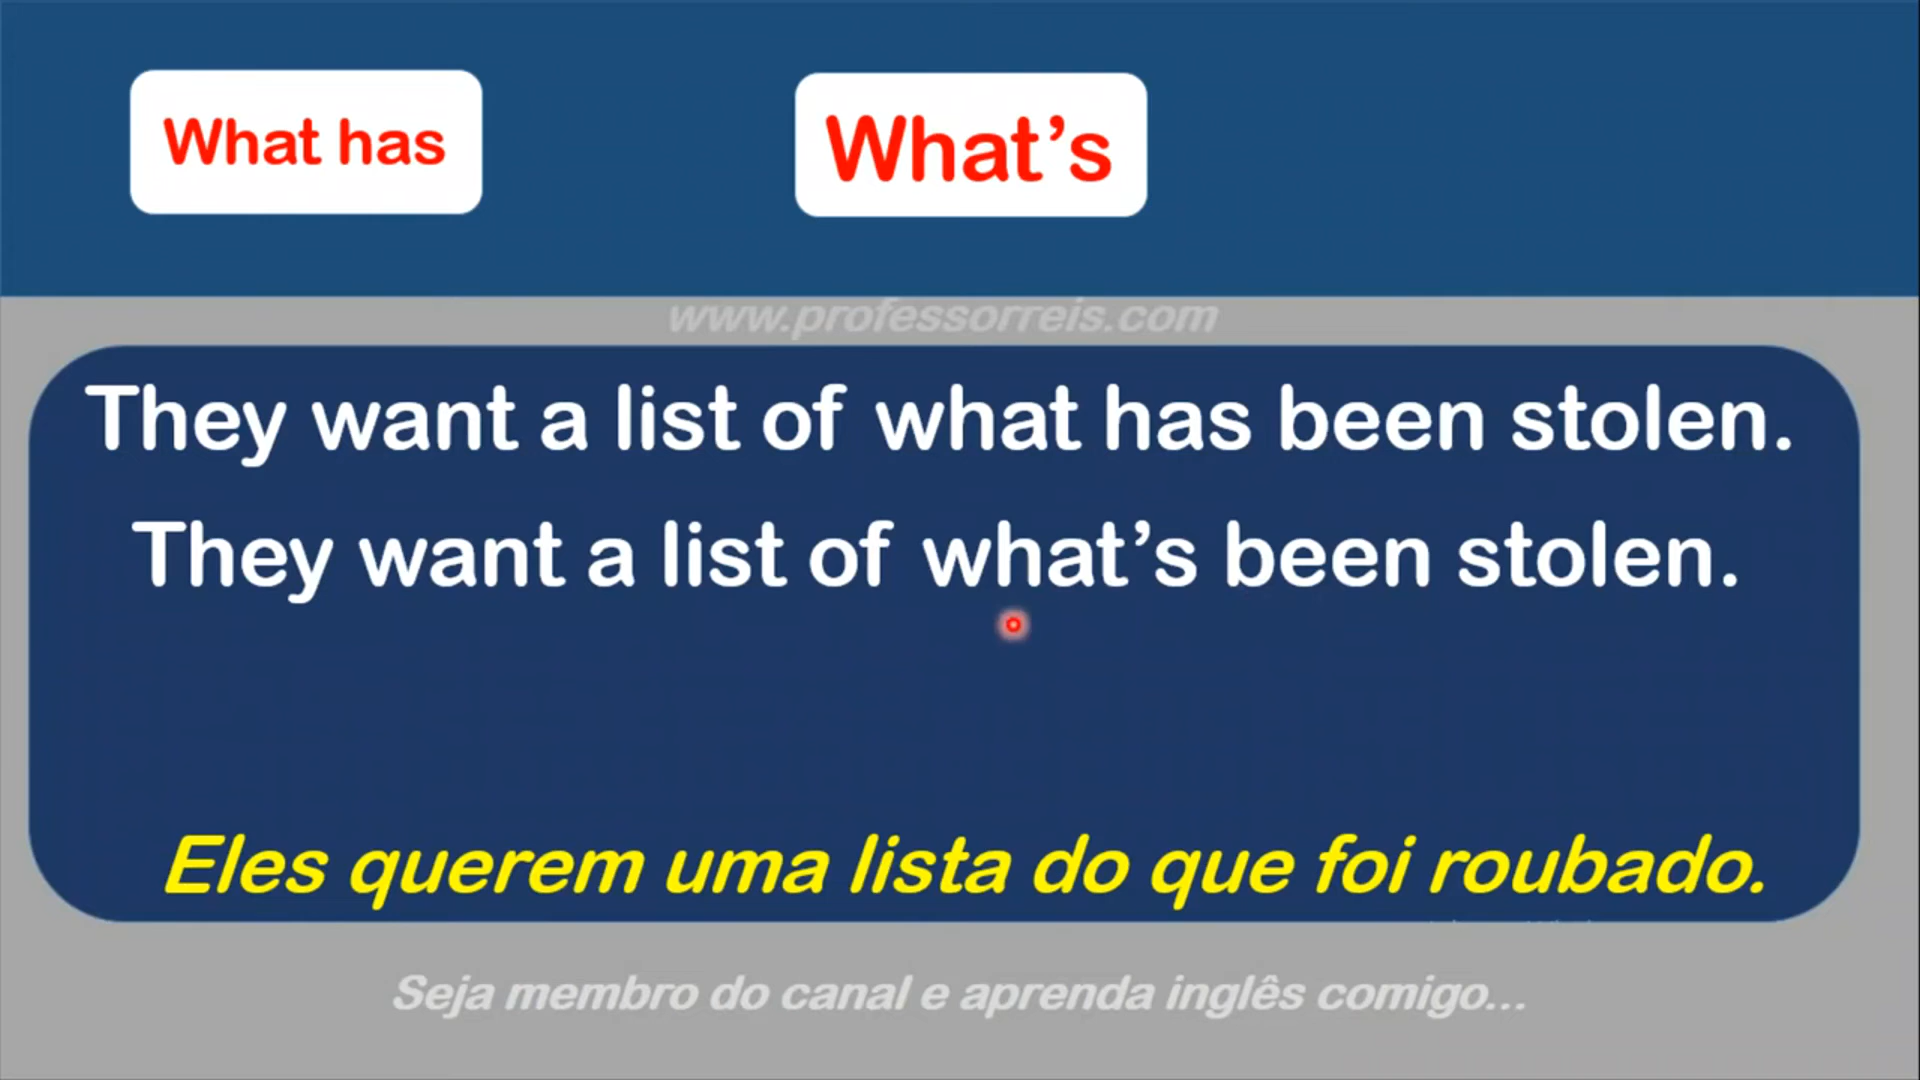 What has
What’s
www.professorreis.com
They want a list of what has been stolen.
They want a list of what’s been stolen.
Eles querem uma lista do que foi roubado.
Seja membro do canal e aprenda inglês comigo...